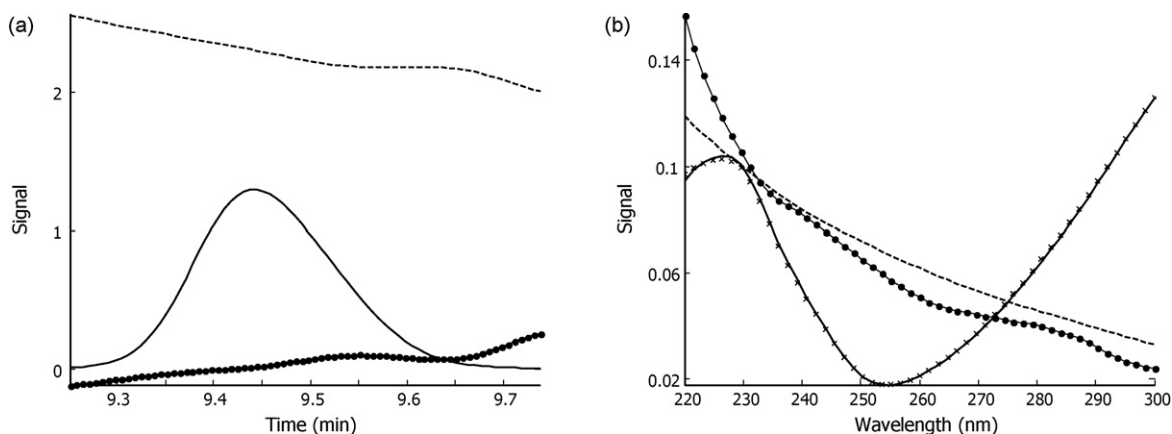 (a)
Signal
2
1
0
9.3 9.4 9.5 9.6 9.7
Time (min)
(b)
Signal
0.14
0.1
0.06
0.02
220 230 240 250 260 270 280 290 300
Wavelength (nm)